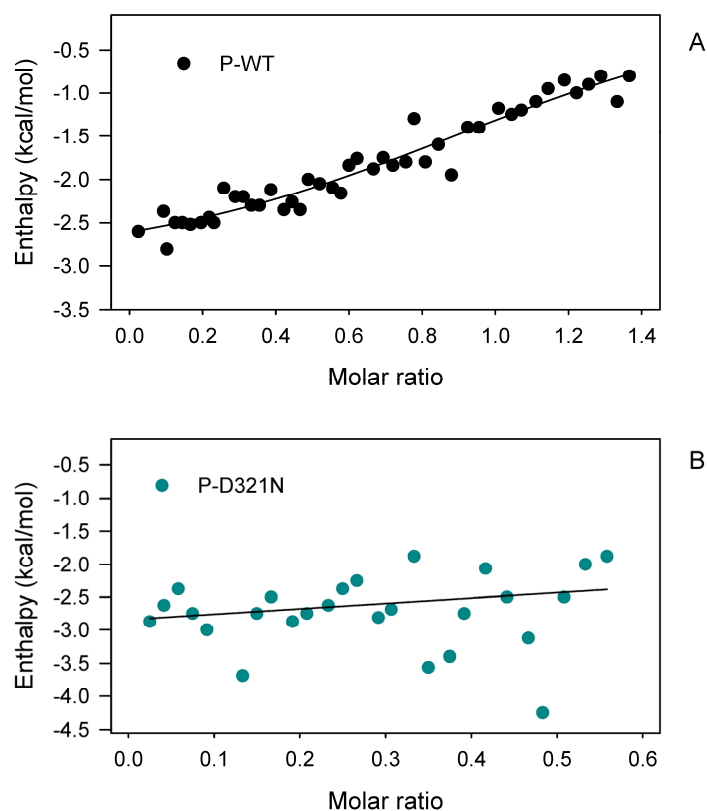 A
P-WT
Enthalpy (kcal/mol)
-0.5
-1.0
-1.5
-2.0
-2.5
-3.0
-3.5
0.0 0.2 0.4 0.6 0.8 1.0 1.2 1.4
Molar ratio
B
P-D321N
Enthalpy (kcal/mol)
-0.5
-1.0
-1.5
-2.0
-2.5
-3.0
-3.5
-4.0
-4.5
0.0 0.1 0.2 0.3 0.4 0.5 0.6
Molar ratio